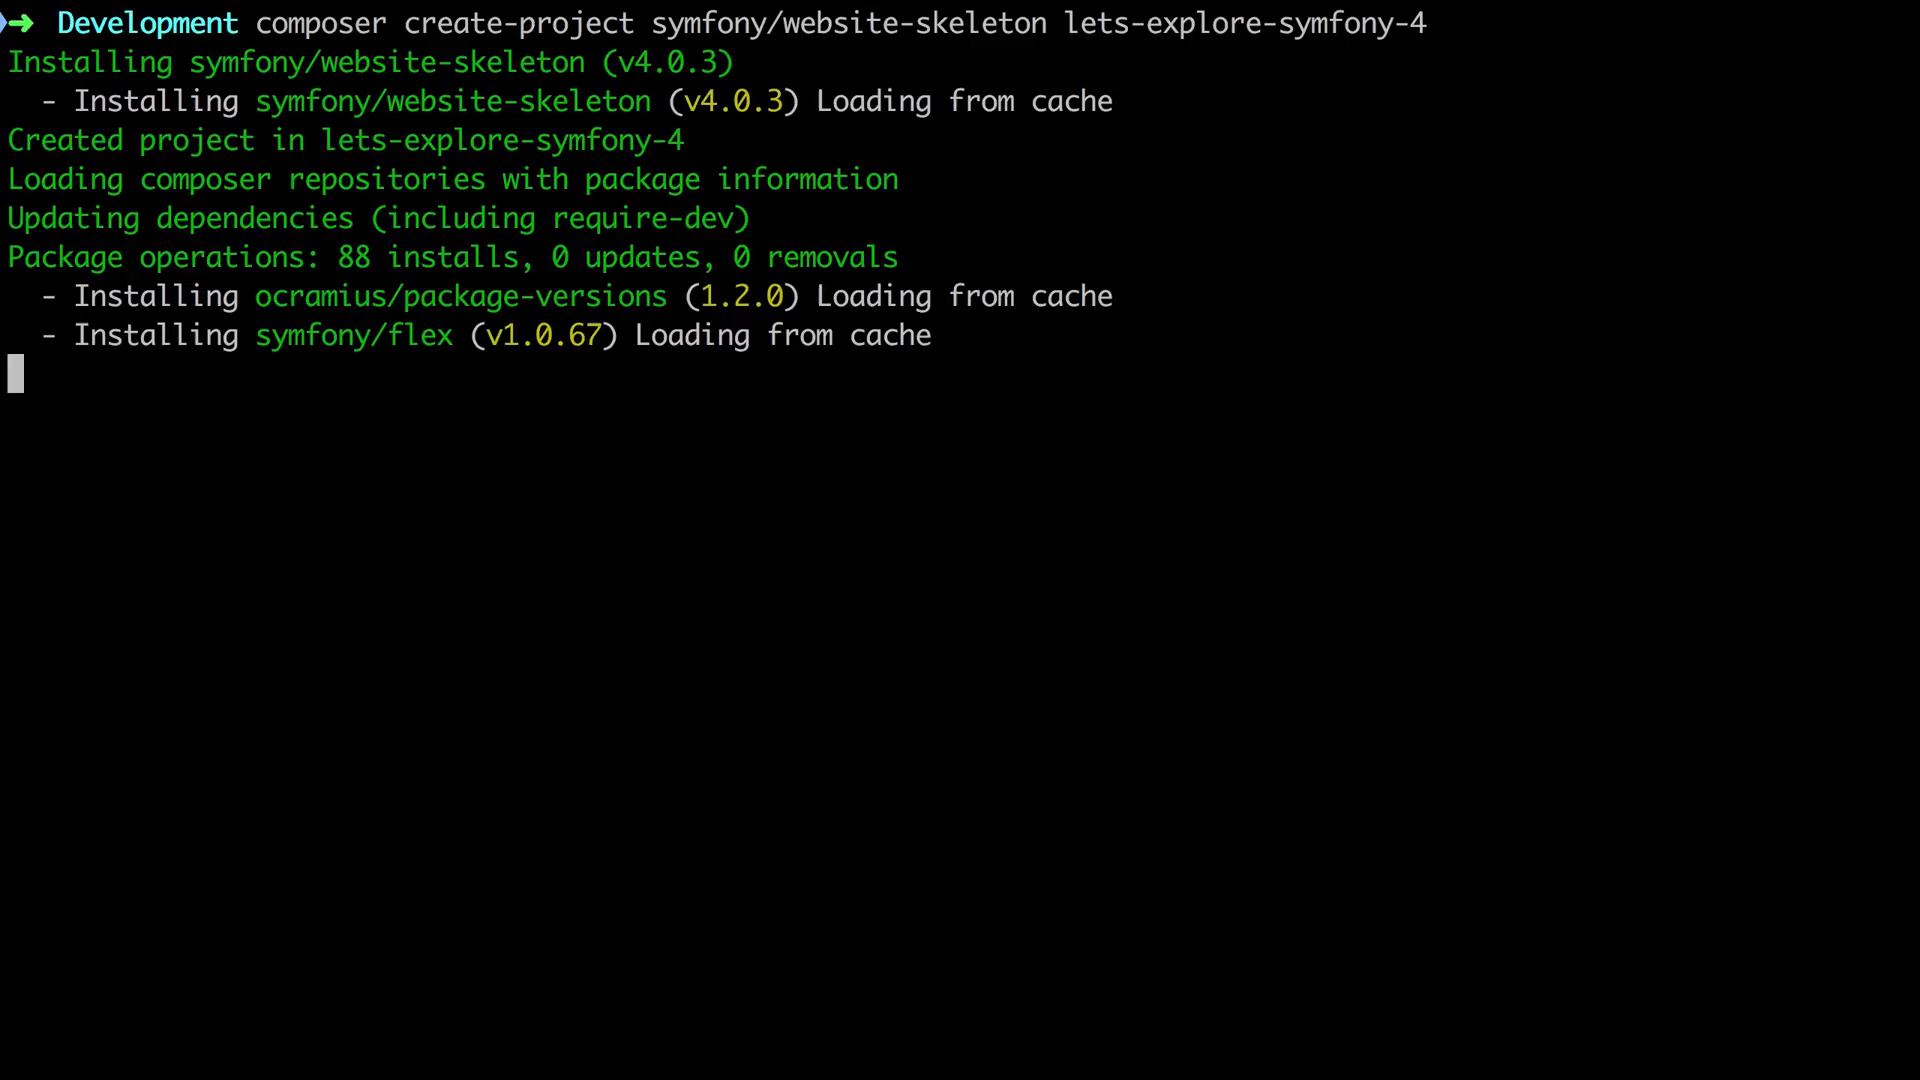 ➜  Development composer create-project symfony/website-skeleton lets-explore-symfony-4
Installing symfony/website-skeleton (v4.0.3)
  - Installing symfony/website-skeleton (v4.0.3) Loading from cache
Created project in lets-explore-symfony-4
Loading composer repositories with package information
Updating dependencies (including require-dev)
Package operations: 88 installs, 0 updates, 0 removals
  - Installing ocramius/package-versions (1.2.0) Loading from cache
  - Installing symfony/flex (v1.0.67) Loading from cache